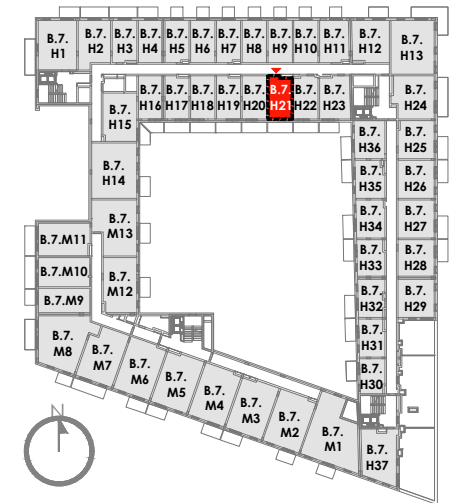 B.7.
H1
B.7.
H2
B.7.
H3
B.7.
H4
B.7.
H5
B.7.
H6
B.7.
H7
B.7.
H8
B.7.
H9
B.7.
H10
B.7.
H11
B.7.
H12
B.7.
H13
B.7.
H15
B.7.
H16
B.7.
H17
B.7.
H18
B.7.
H19
B.7.
H20
B.7.
H21
B.7.
H22
B.7.
H23
B.7.
H24
B.7.
H36
B.7.
H25
B.7.
H14
B.7.
H35
B.7.
H26
B.7.
M13
B.7.
H34
B.7.
H27
B.7.M11
B.7.
H33
B.7.
H28
B.7.M10
B.7.
M12
B.7.
H32
B.7.
H29
B.7.M9
B.7.
H31
B.7.
M8
B.7.
M7
B.7.
M6
B.7.
M5
B.7.
M4
B.7.
M3
B.7.
M2
B.7.
M1
B.7.
H30
B.7.
H37
N